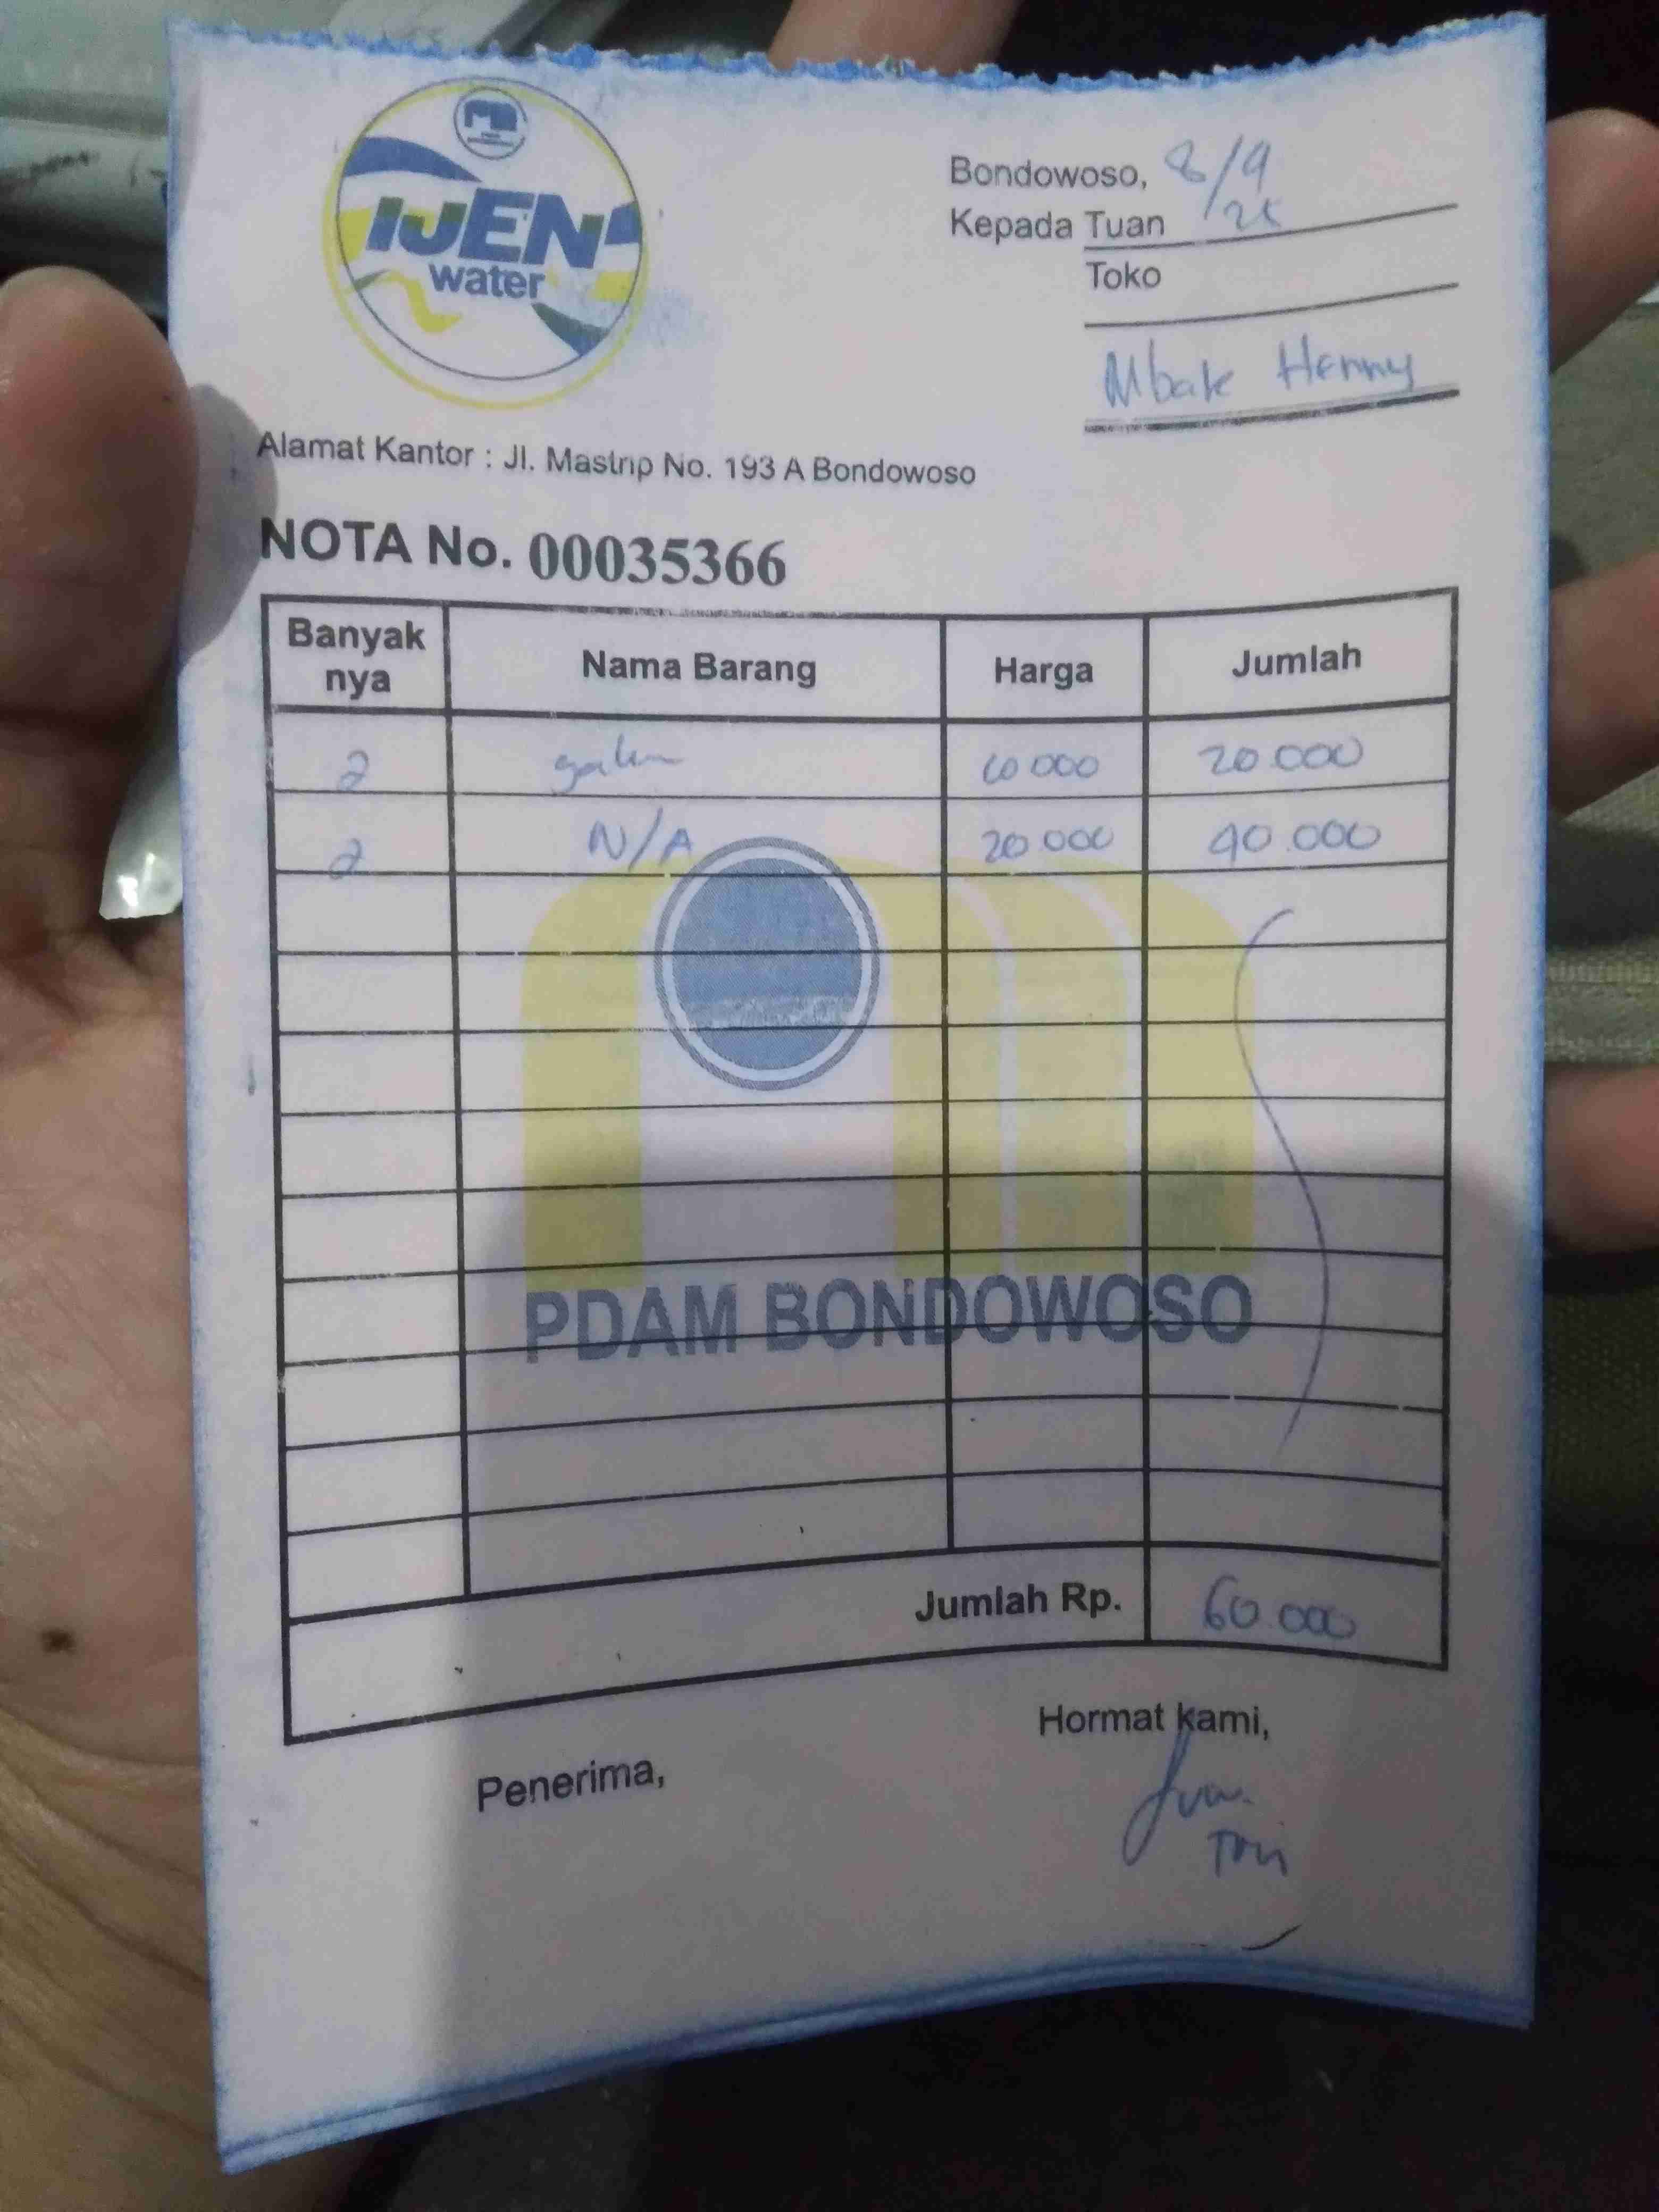 IJEN
water
Bondowoso, 8/9
/25
Kepada Tuan
Toko
Mbak Henny
Alamat Kantor : Jl. Mastrip No. 193 A Bondowoso
NOTA No. 00035366
Banyak nya Nama Barang Harga Jumlah
2 galon 10 000 20.000
2 N/A 20.000 40.000
PDAM BONDOWOSO
Jumlah Rp. 60.000
Hormat kami,
Penerima,